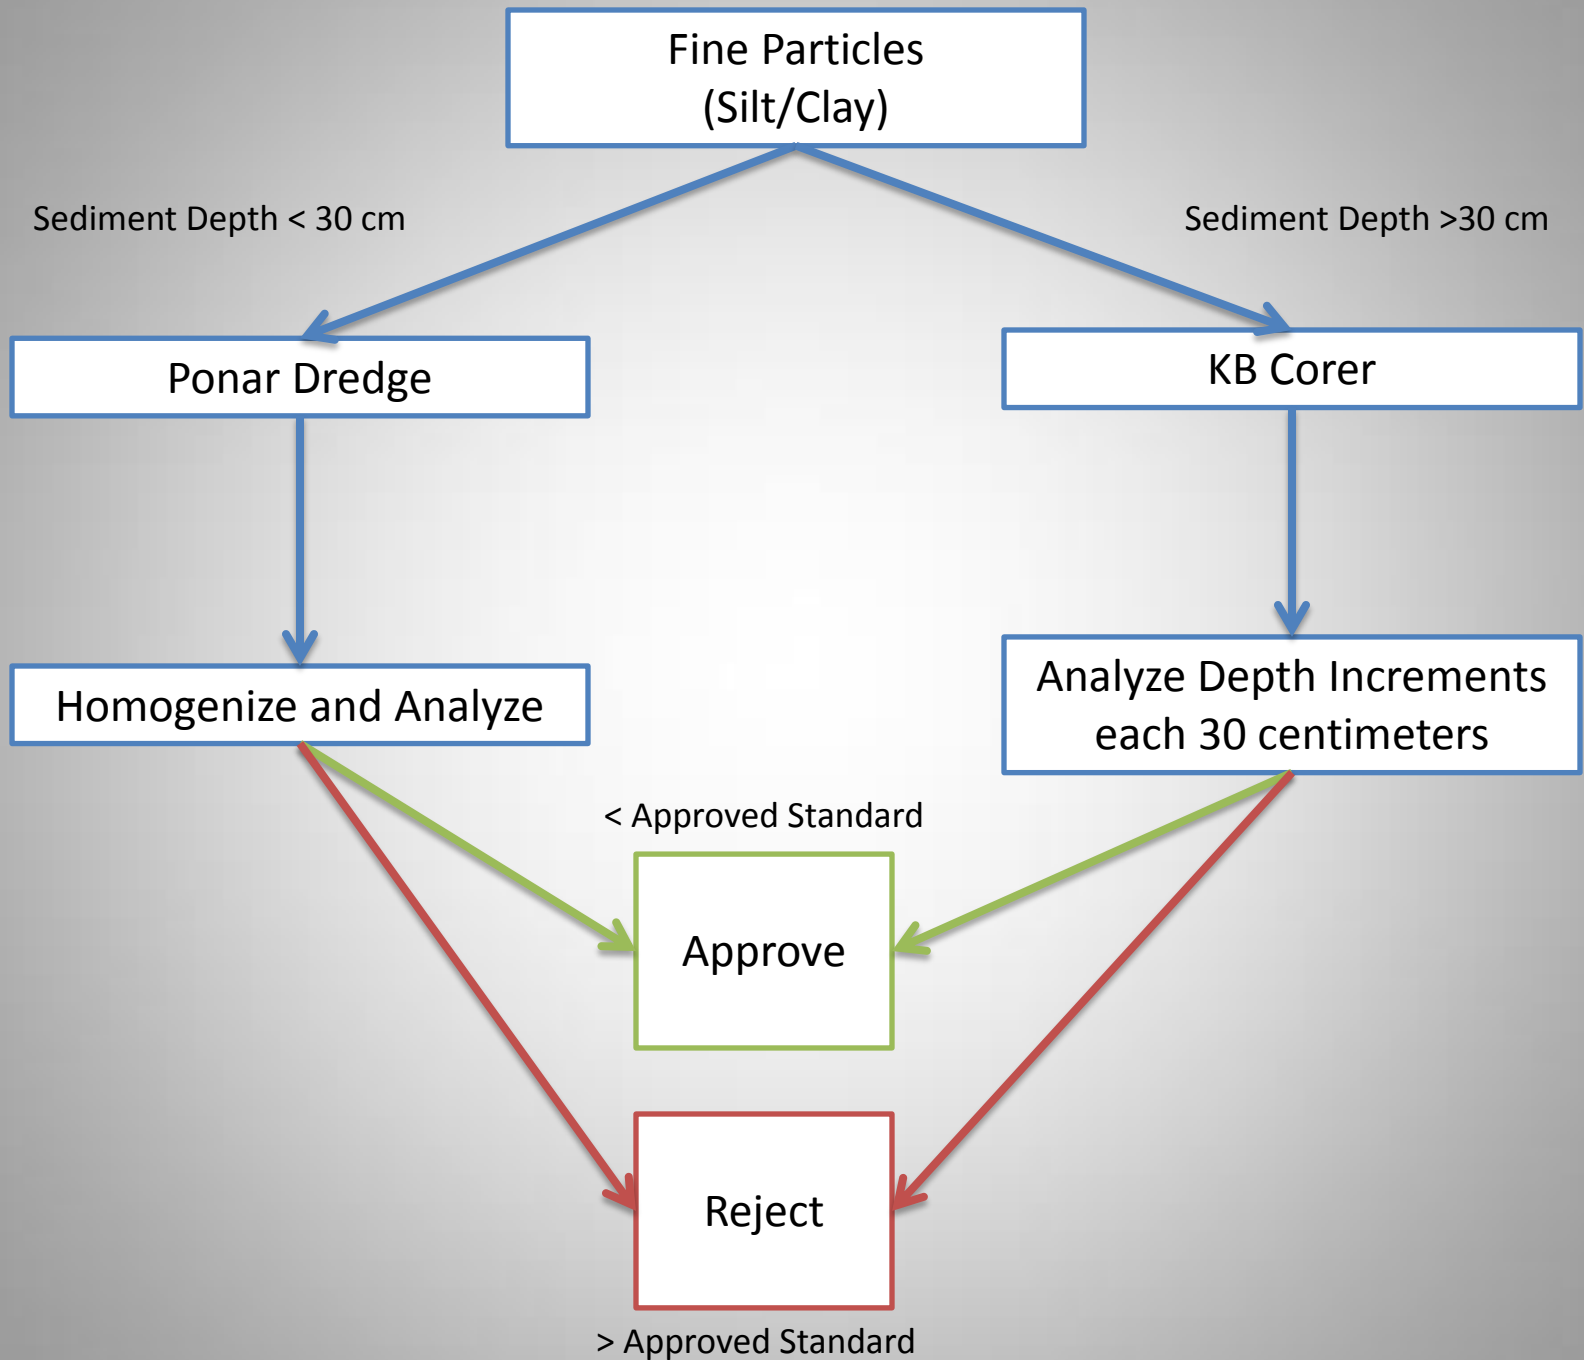 Fine Particles
(Silt/Clay)
Sediment Depth < 30 cm
Sediment Depth >30 cm
Ponar Dredge
KB Corer
Homogenize and Analyze
Analyze Depth Increments
each 30 centimeters
< Approved Standard
Approve
Reject
> Approved Standard